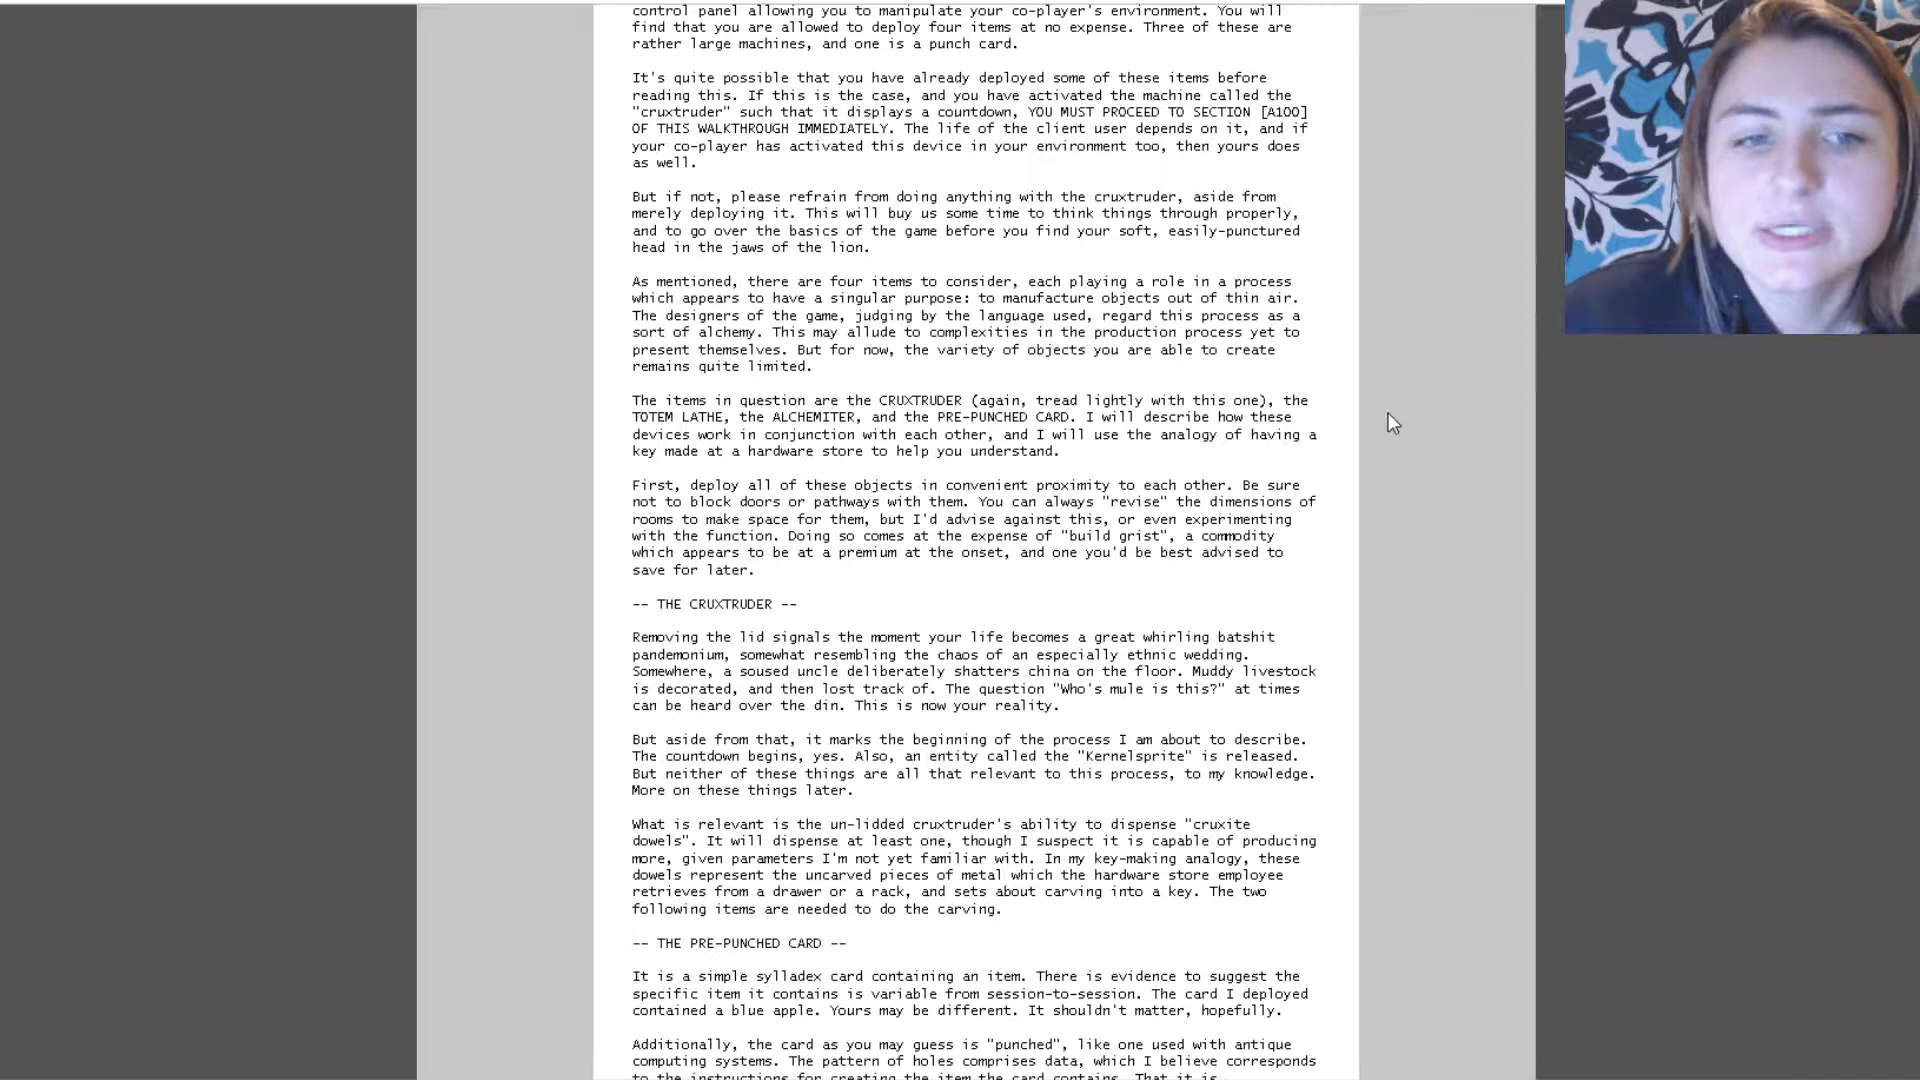 control panel allowing you to manipulate your co-player's environment. You will
find that you are allowed to deploy four items at no expense. Three of these are
rather large machines, and one is a punch card.
It's quite possible that you have already deployed some of these items before
reading this. If this is the case, and you have activated the machine called the
"cruxtruder" such that it displays a countdown, YOU MUST PROCEED TO SECTION [A100]
OF THIS WALKTHROUGH IMMEDIATELY. The life of the client user depends on it, and if
your co-player has activated this device in your environment too, then yours does
as well.
But if not, please refrain from doing anything with the cruxtruder, aside from
merely deploying it. This will buy us some time to think things through properly,
and to go over the basics of the game before you find your soft, easily-punctured
head in the jaws of the lion.
As mentioned, there are four items to consider, each playing a role in a process
which appears to have a singular purpose: to manufacture objects out of thin air.
The designers of the game, judging by the language used, regard this process as a
sort of alchemy. This may allude to complexities in the production process yet to
present themselves. But for now, the variety of objects you are able to create
remains quite limited.
The items in question are the CRUXTRUDER (again, tread lightly with this one), the
TOTEM LATHE, the ALCHEMITER, and the PRE-PUNCHED CARD. I will describe how these
devices work in conjunction with each other, and I will use the analogy of having a
key made at a hardware store to help you understand.
First, deploy all of these objects in convenient proximity to each other. Be sure
not to block doors or pathways with them. You can always "revise" the dimensions of
rooms to make space for them, but I'd advise against this, or even experimenting
with the function. Doing so comes at the expense of "build grist", a commodity
which appears to be at a premium at the onset, and one you'd be best advised to
save for later.
-- THE CRUXTRUDER --
Removing the lid signals the moment your life becomes a great whirling batshit
pandemonium, somewhat resembling the chaos of an especially ethnic wedding.
Somewhere, a soused uncle deliberately shatters china on the floor. Muddy livestock
is decorated, and then lost track of. The question "Who's mule is this?" at times
can be heard over the din. This is now your reality.
But aside from that, it marks the beginning of the process I am about to describe.
The countdown begins, yes. Also, an entity called the "Kernelsprite" is released.
But neither of these things are all that relevant to this process, to my knowledge.
More on these things later.
What is relevant is the un-lidded cruxtruder's ability to dispense "cruxite
dowels". It will dispense at least one, though I suspect it is capable of producing
more, given parameters I'm not yet familiar with. In my key-making analogy, these
dowels represent the uncarved pieces of metal which the hardware store employee
retrieves from a drawer or a rack, and sets about carving into a key. The two
following items are needed to do the carving.
-- THE PRE-PUNCHED CARD --
It is a simple sylladex card containing an item. There is evidence to suggest the
specific item it contains is variable from session-to-session. The card I deployed
contained a blue apple. Yours may be different. It shouldn't matter, hopefully.
Additionally, the card as you may guess is "punched", like one used with antique
computing systems. The pattern of holes comprises data, which I believe corresponds
to the instructions for creating the item the card contains. That it is